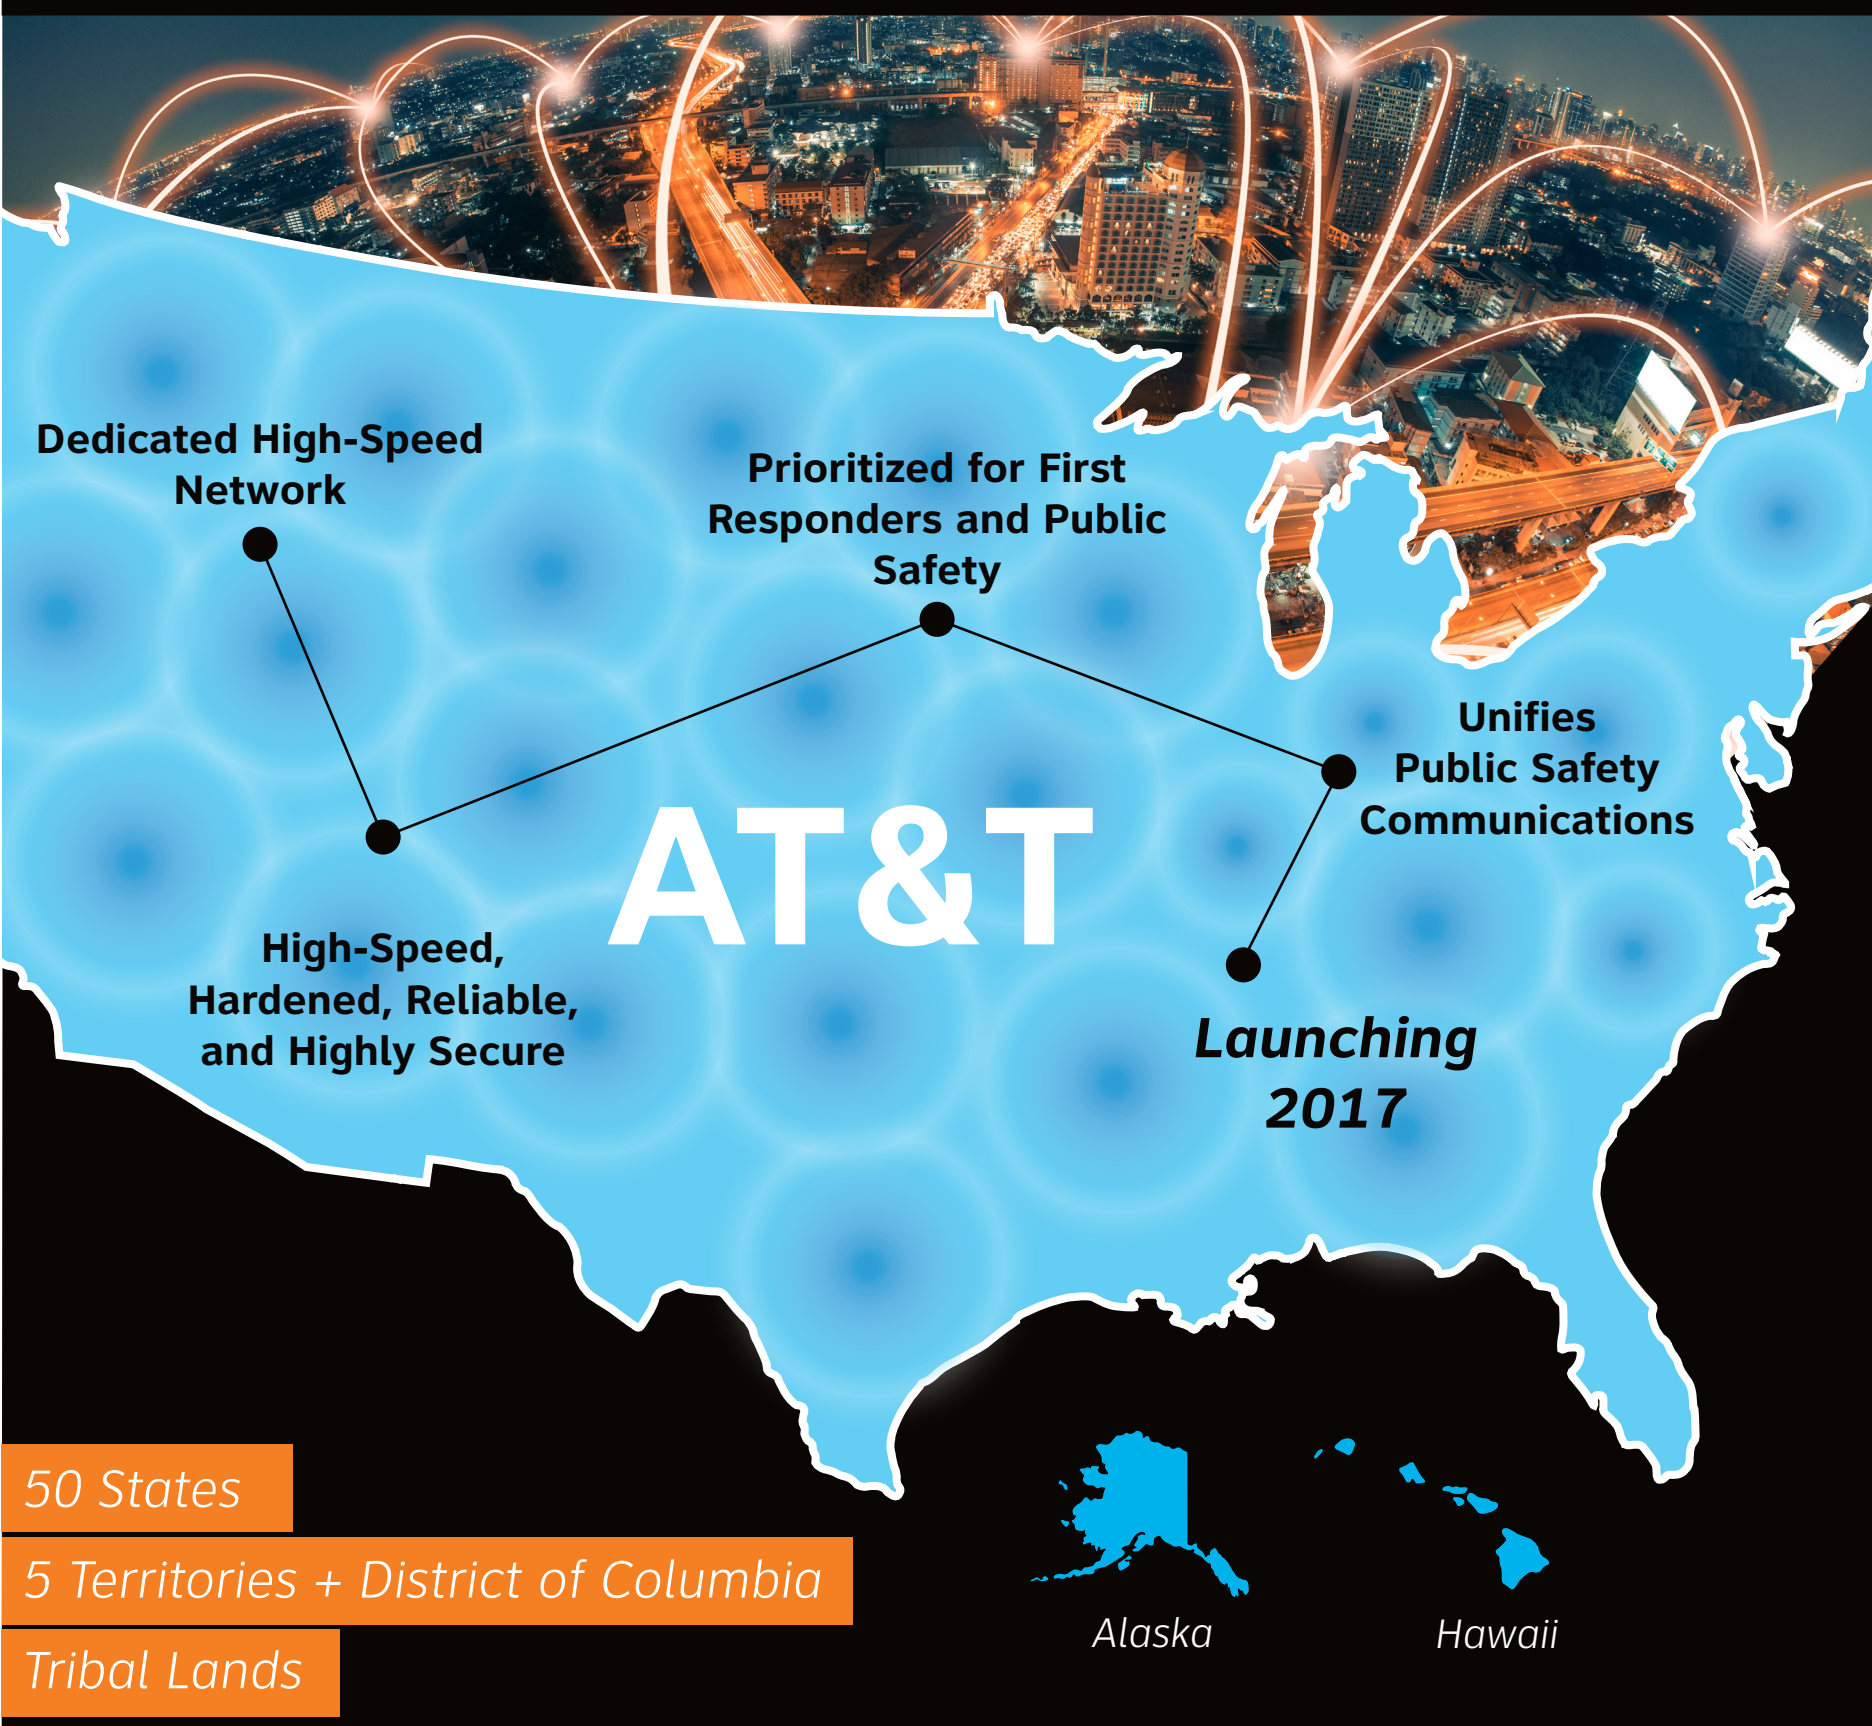 Dedicated High-Speed
Network
Prioritized for First
Responders and Public
Safety
Unifies
Public Safety
Communications
AT&T
High-Speed,
Hardened, Reliable,
and Highly Secure
Launching
2017
50 States
5 Territories + District of Columbia
Tribal Lands
Alaska
Hawaii